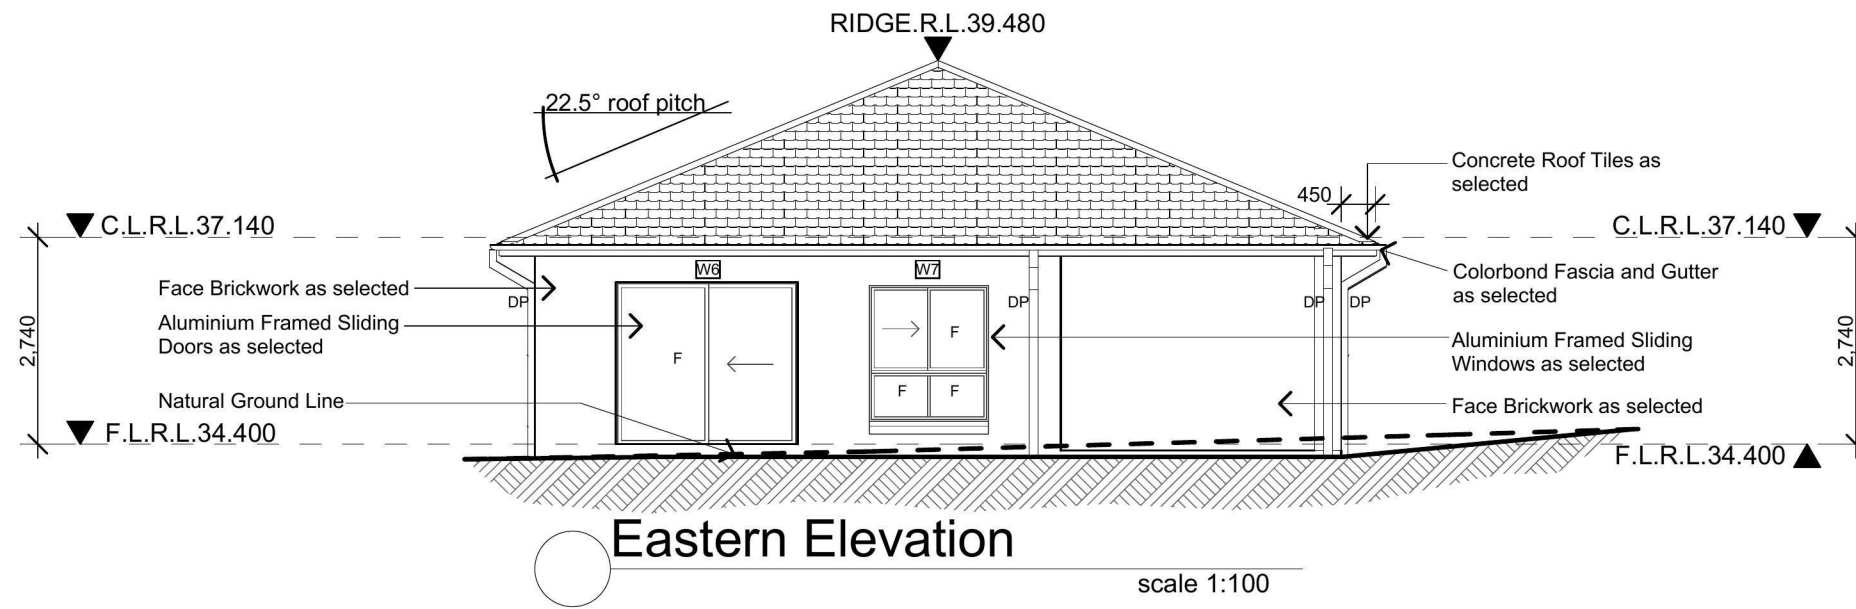 RIDGE.R.L.39.480
22.5° roof pitch
Concrete Roof Tiles as
selected
450
C.L.R.L.37.140
C.L.R.L.37.140
W6
W7
Colorbond Fascia and Gutter
as selected
Face Brickwork as selected
DP
DP
DP
DP
Aluminium Framed Sliding
Doors as selected
2,740
F
F
Aluminium Framed Sliding
Windows as selected
2,740
F
F
Natural Ground Line
Face Brickwork as selected
F.L.R.L.34.400
F.L.R.L.34.400
Eastern Elevation
scale 1:100